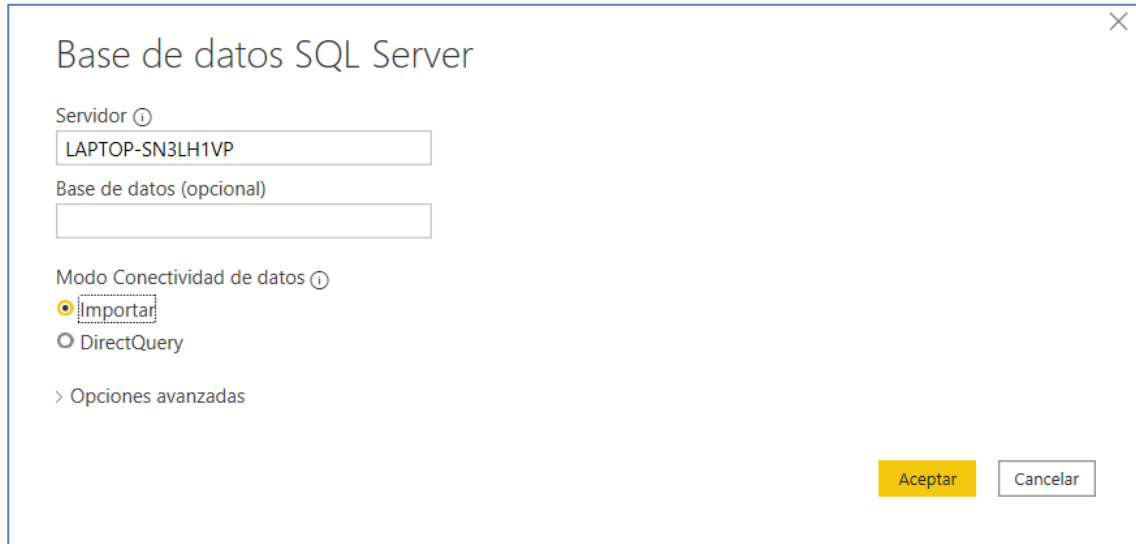 Base de datos SQL Server
Servidor
LAPTOP-SN3LH1VP
Base de datos (opcional)
Modo Conectividad de datos
Importar
DirectQuery
Opciones avanzadas
Aceptar Cancelar